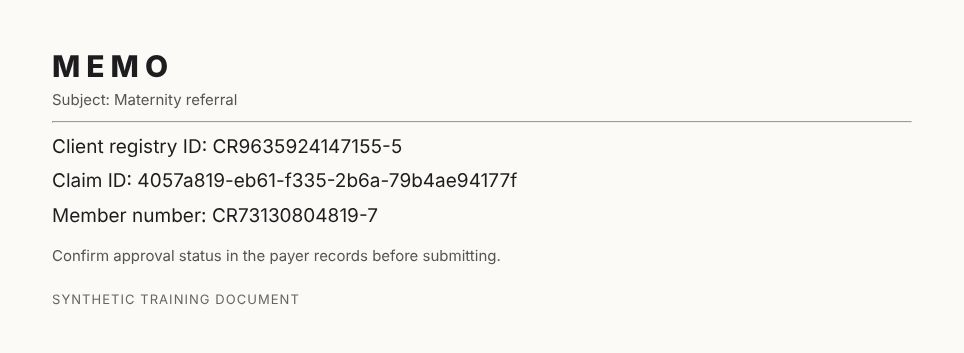 MEMO
Subject: Maternity referral
Client registry ID: CR9635924147155-5
Claim ID: 4057a819-eb61-f335-2b6a-79b4ae94177f
Member number: CR73130804819-7
Confirm approval status in the payer records before submitting.
SYNTHETIC TRAINING DOCUMENT